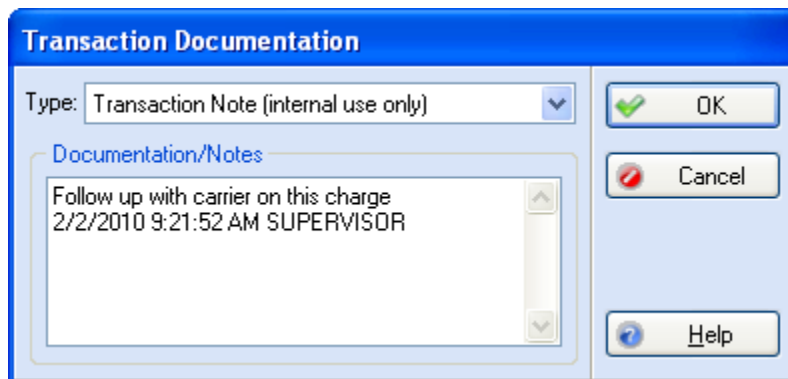 Transaction Documentation
Type: Transaction Note (internal use only)
OK
Documentation/Notes
Cancel
Follow up with carrier on this charge
2/2/2010 9:21:52 AM SUPERVISOR
Help